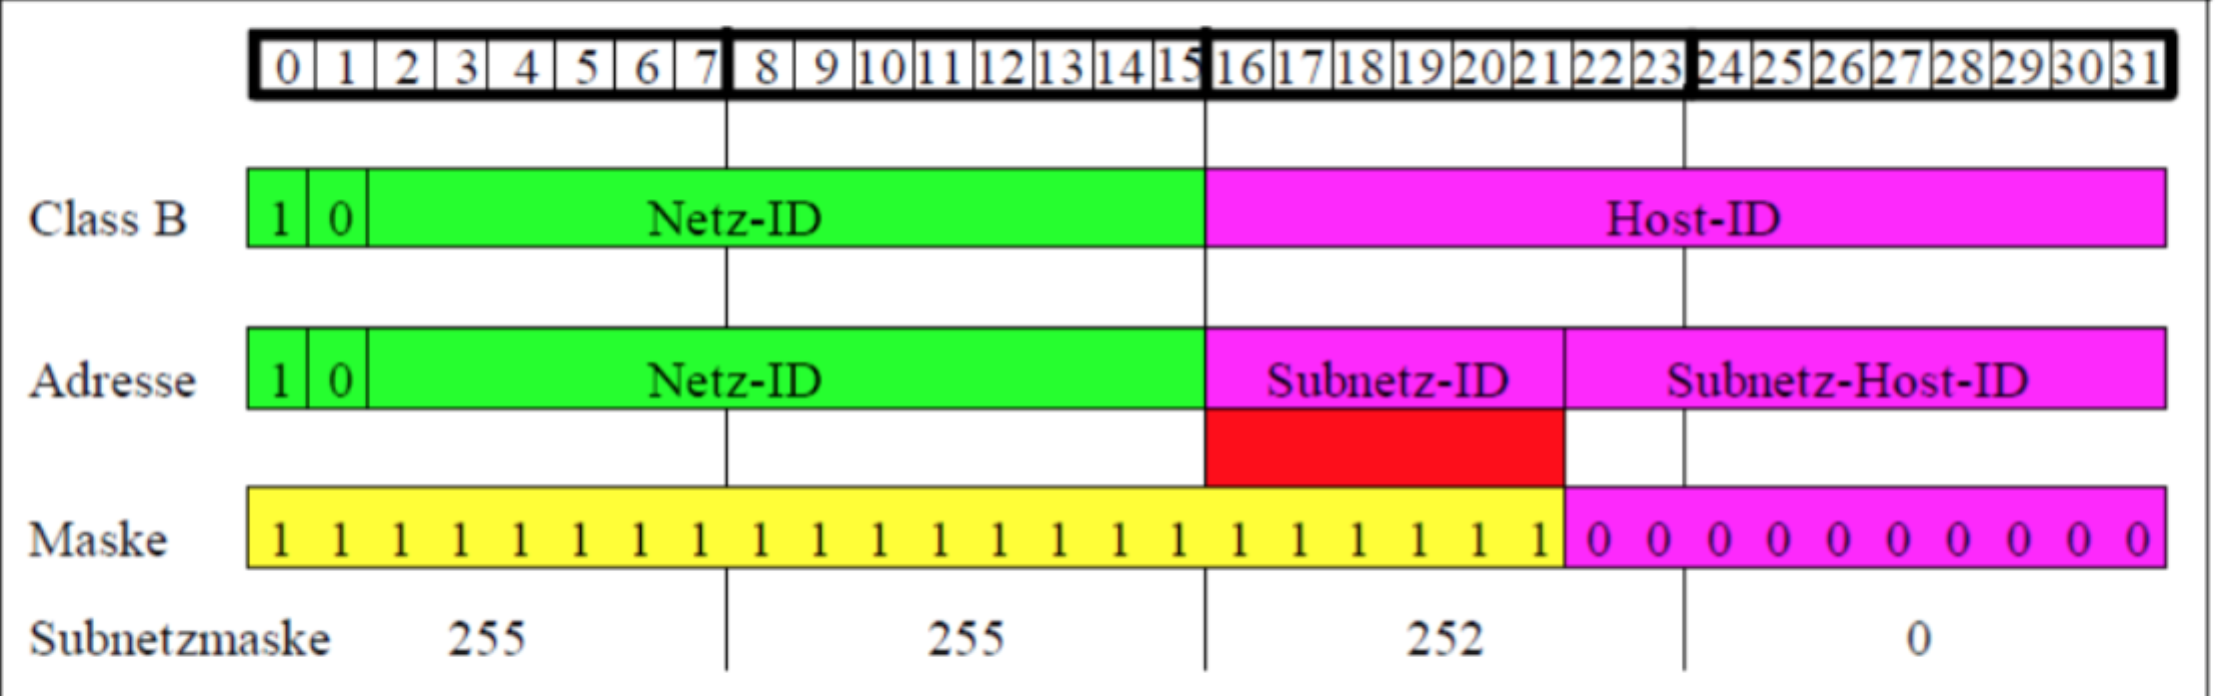 0 1 2 3 4 5 6 7 8 9 10 11 12 13 14 15 16 17 18 19 20 21 22 23 24 25 26 27 28 29 30 31
Class B 1 0 Netz-ID Host-ID
Adresse 1 0 Netz-ID Subnetz-ID Subnetz-Host-ID
Maske 1 1 1 1 1 1 1 1 1 1 1 1 1 1 1 1 1 1 1 1 1 1 0 0 0 0 0 0 0 0 0 0
Subnetzmaske 255 255 252 0